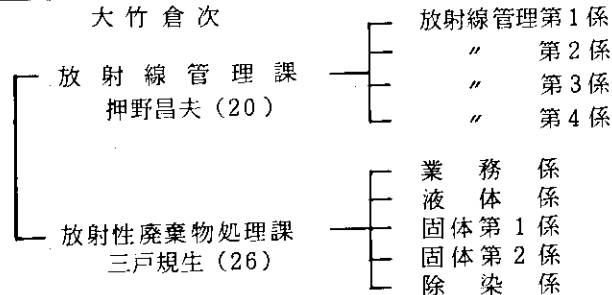 大竹倉次
放射線管理課
押野昌夫(20)
放射線管理第1係
〃 第2係
〃 第3係
〃 第4係
放射性廃棄物処理課
三戸規生(26)
業務係
液体係
固体第1係
固体第2係
除染係